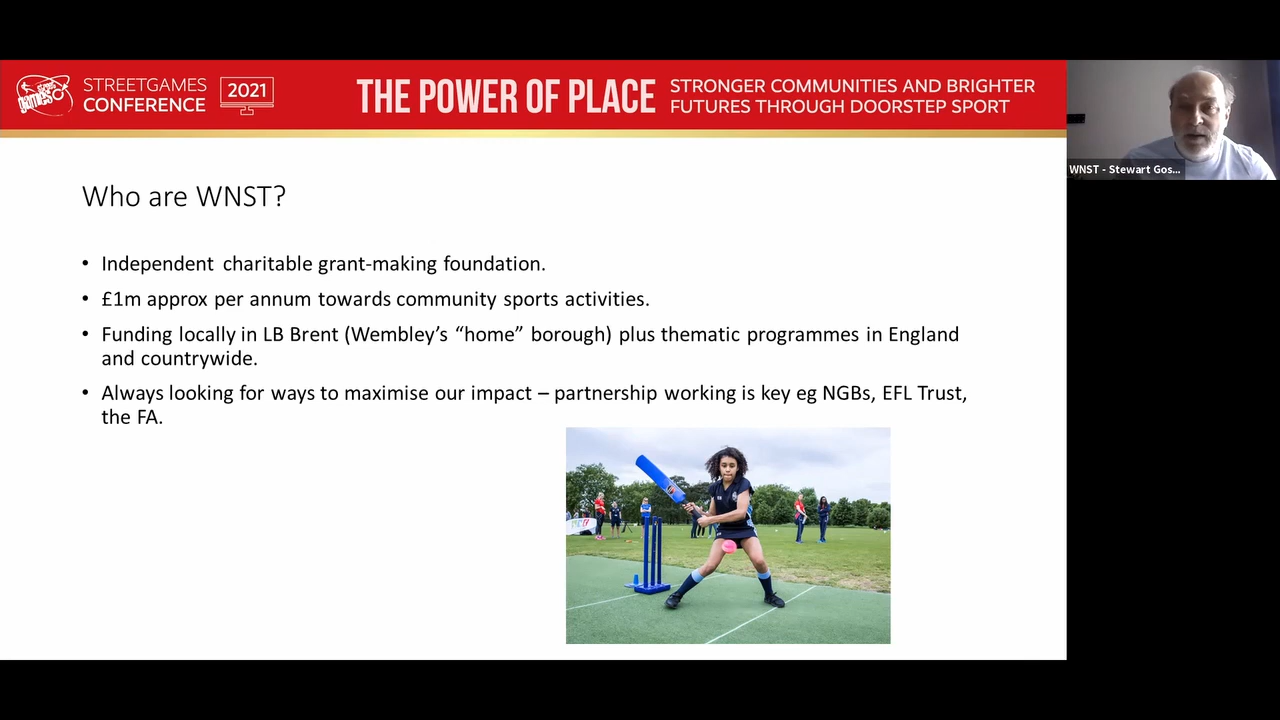 STREETGAMES
CONFERENCE
2021
THE POWER OF PLACE
STRONGER COMMUNITIES AND BRIGHTER
FUTURES THROUGH DOORSTEP SPORT
WNST - Stewart Gos...
Who are WNST?
• Independent charitable grant-making foundation.
• £1m approx per annum towards community sports activities.
• Funding locally in LB Brent (Wembley’s “home” borough) plus thematic programmes in England
and countrywide.
• Always looking for ways to maximise our impact – partnership working is key eg NGBs, EFL Trust,
the FA.